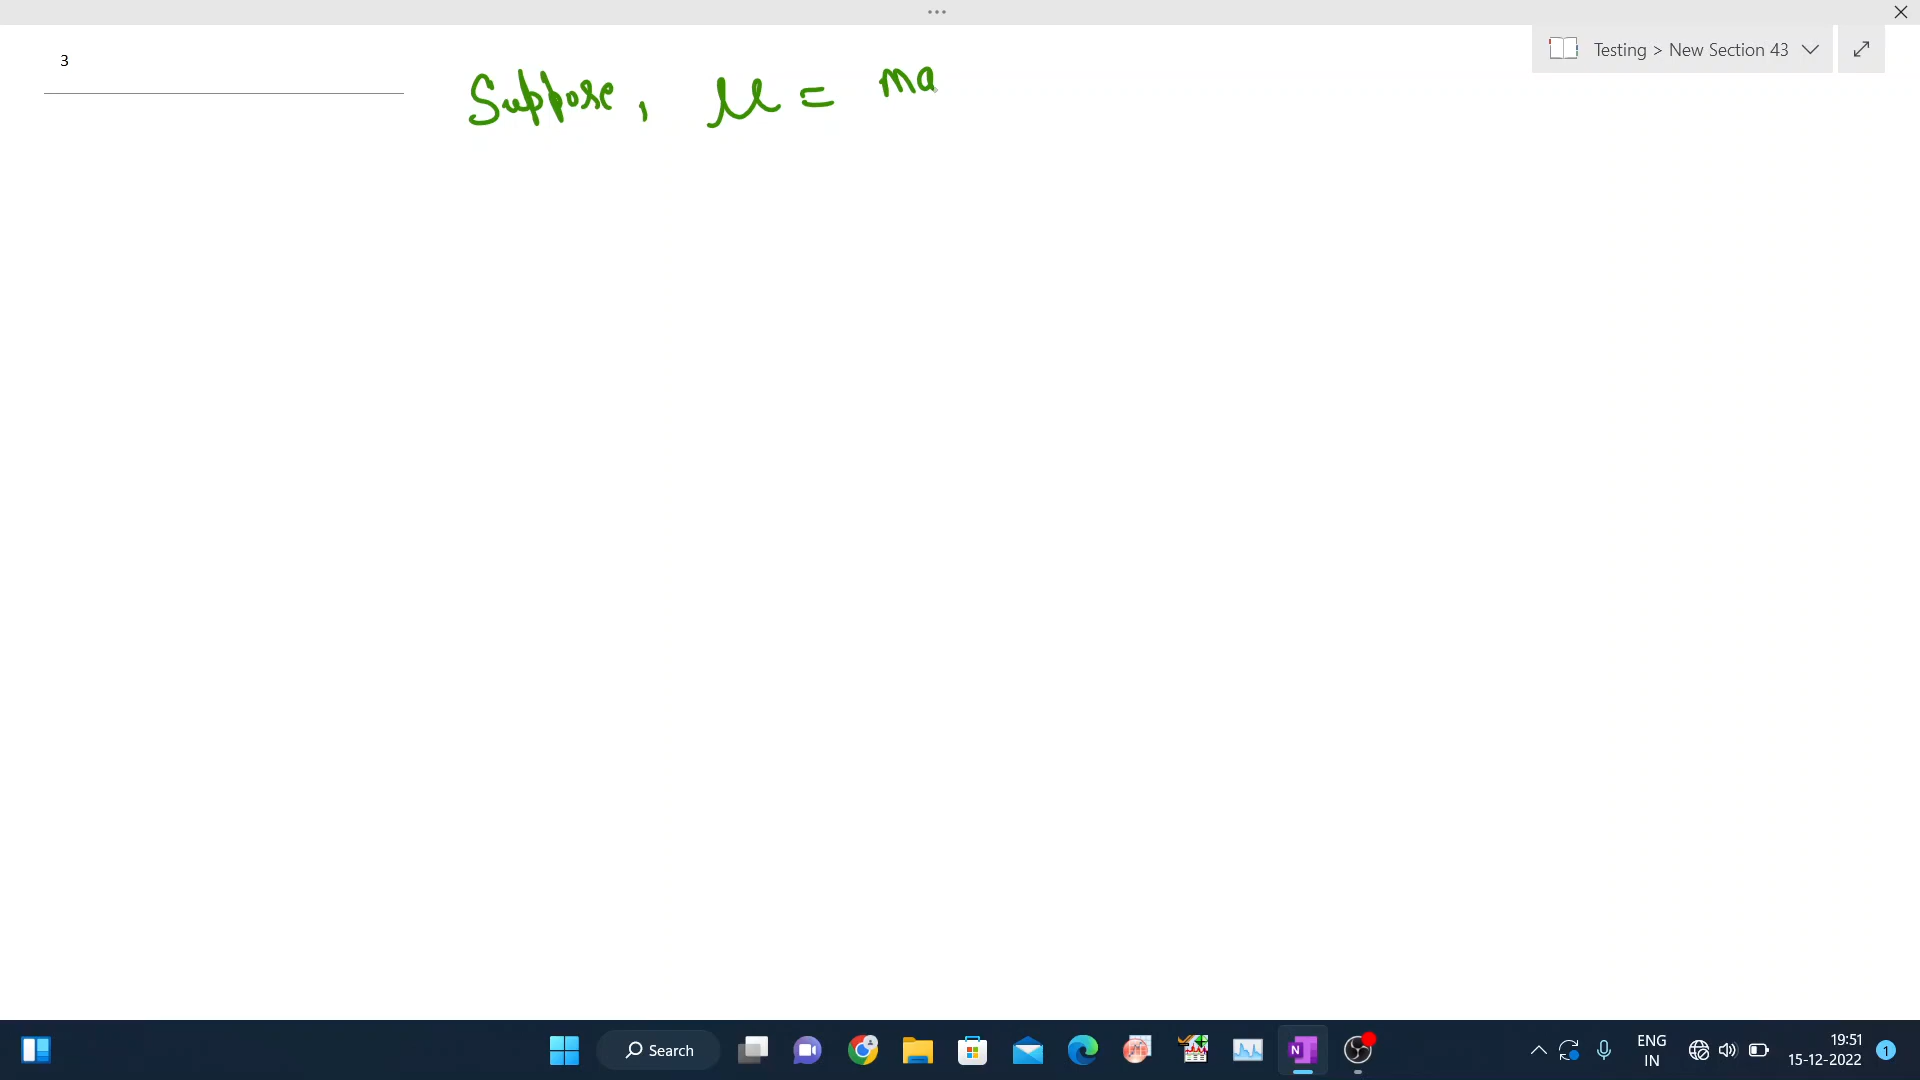 3
Testing > New Section 43
Suppose, μ = ma
Search
ENG
IN
19:51
15-12-2022
1